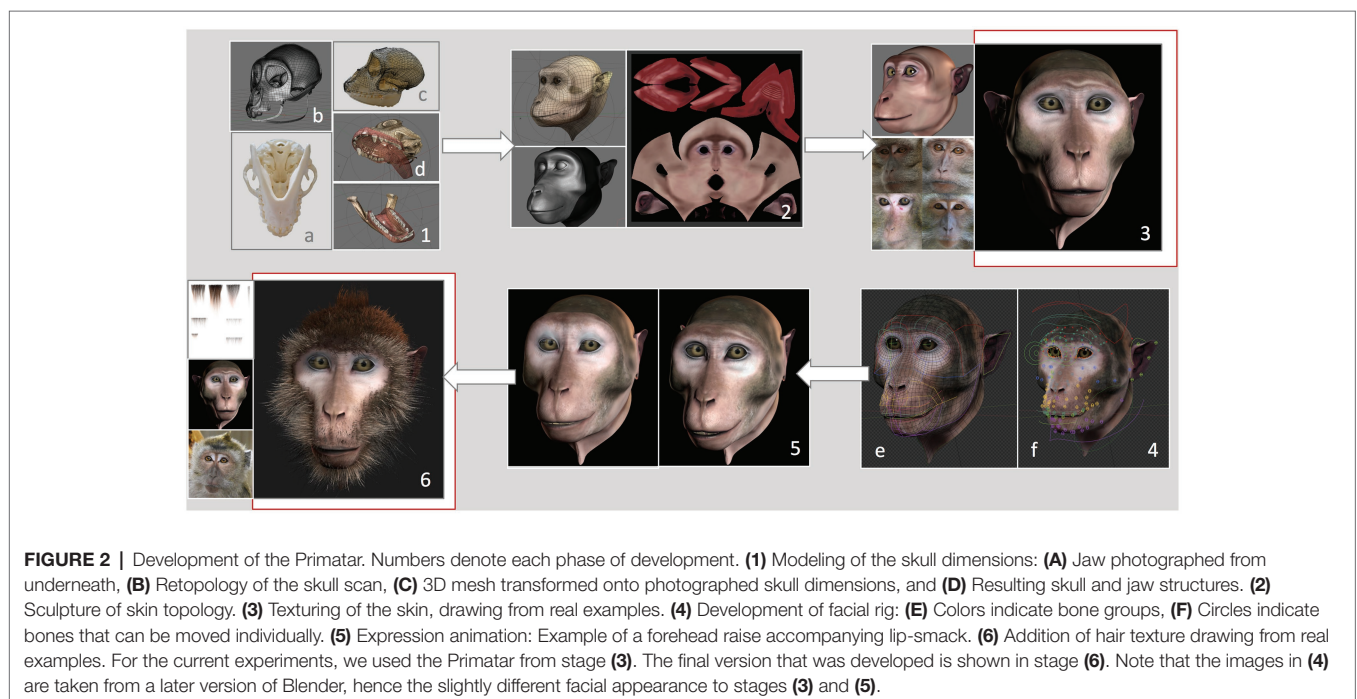 b
c
d
a
1
2
3
6
5
e
f
4
FIGURE 2 | Development of the Primatar. Numbers denote each phase of development. (1) Modeling of the skull dimensions: (A) Jaw photographed from
underneath, (B) Retopology of the skull scan, (C) 3D mesh transformed onto photographed skull dimensions, and (D) Resulting skull and jaw structures. (2)
Sculpture of skin topology. (3) Texturing of the skin, drawing from real examples. (4) Development of facial rig: (E) Colors indicate bone groups, (F) Circles indicate
bones that can be moved individually. (5) Expression animation: Example of a forehead raise accompanying lip-smack. (6) Addition of hair texture drawing from real
examples. For the current experiments, we used the Primatar from stage (3). The final version that was developed is shown in stage (6). Note that the images in (4)
are taken from a later version of Blender, hence the slightly different facial appearance to stages (3) and (5).